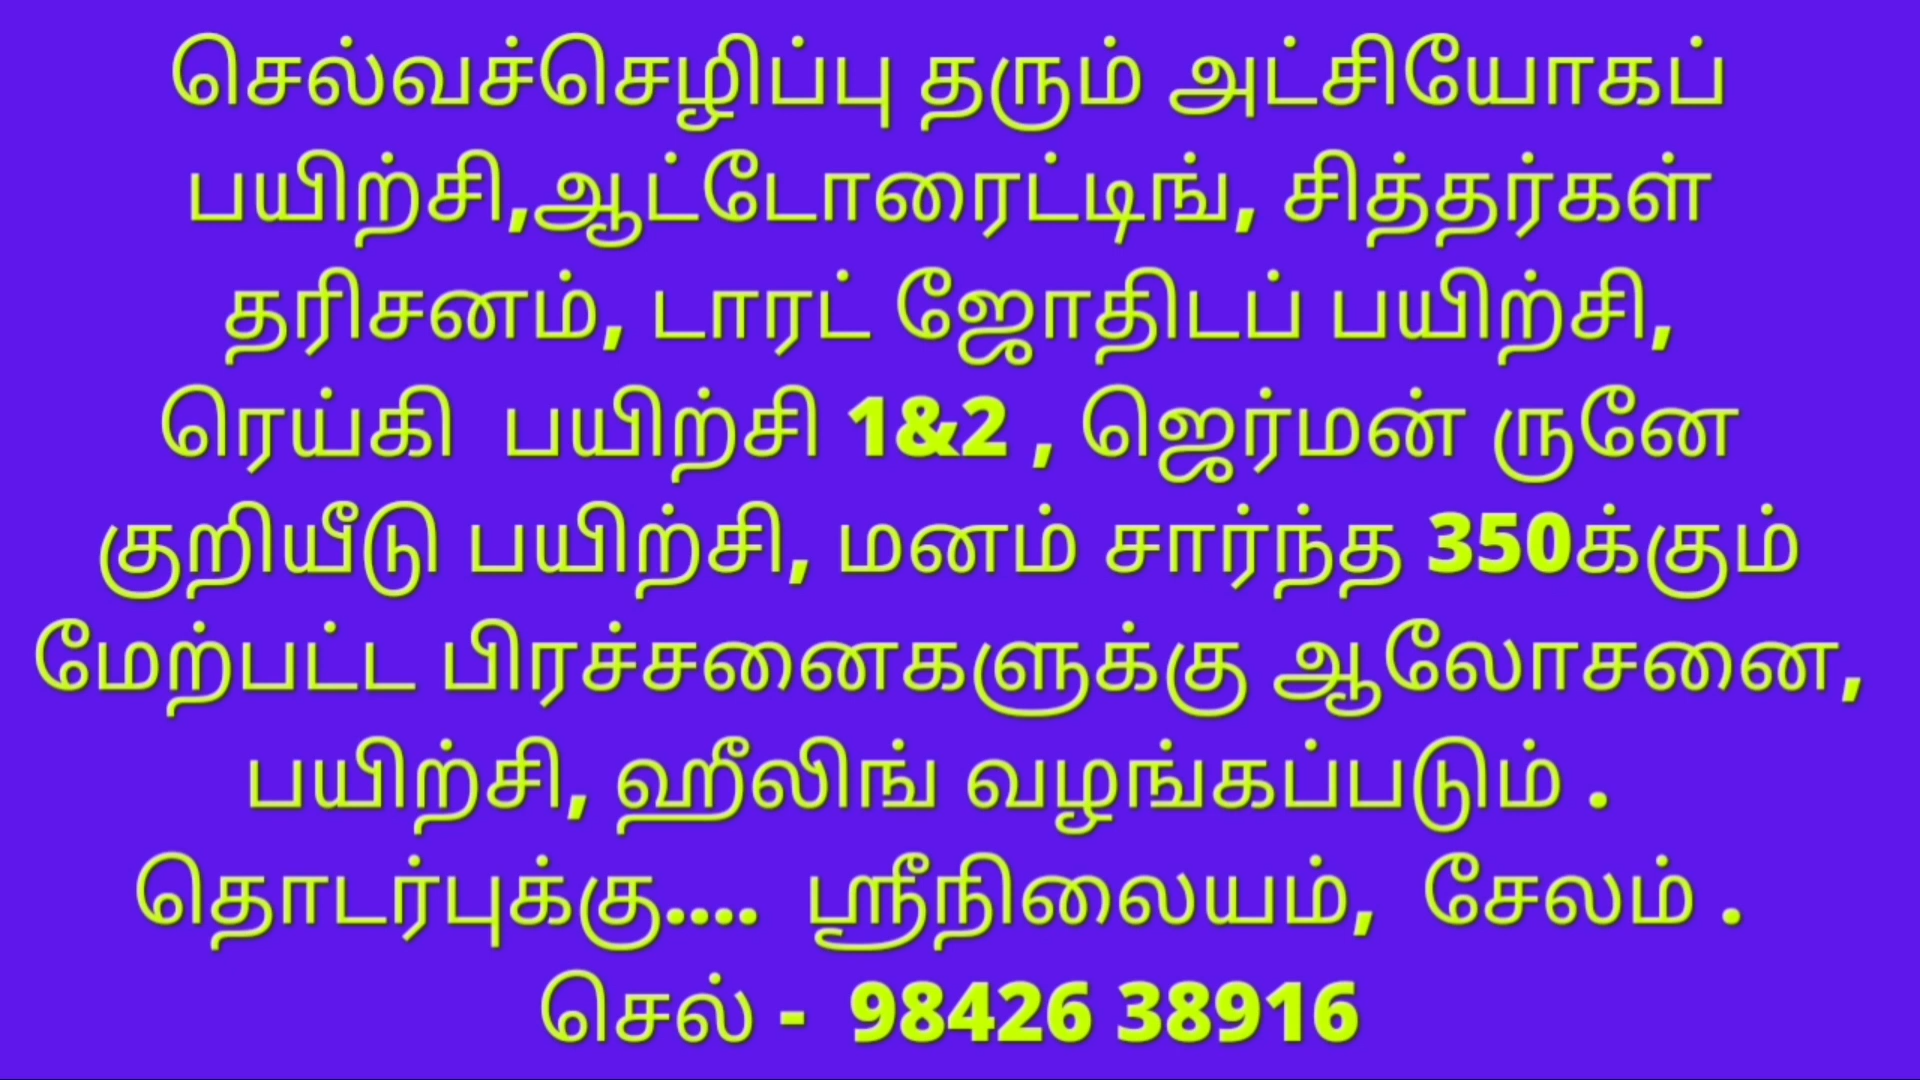 செல்வச்செழிப்பு தரும் அட்சியோகப்
பயிற்சி,ஆட்டோரைட்டிங், சித்தர்கள்
தரிசனம், டாரட் ஜோதிடப் பயிற்சி,
ரெய்கி பயிற்சி 1&2 , ஜெர்மன் ருனே
குறியீடு பயிற்சி, மனம் சார்ந்த 350க்கும்
மேற்பட்ட பிரச்சனைகளுக்கு ஆலோசனை,
பயிற்சி, ஹீலிங் வழங்கப்படும் .
தொடர்புக்கு.... ஸ்ரீநிலையம், சேலம் .
செல் - 98426 38916